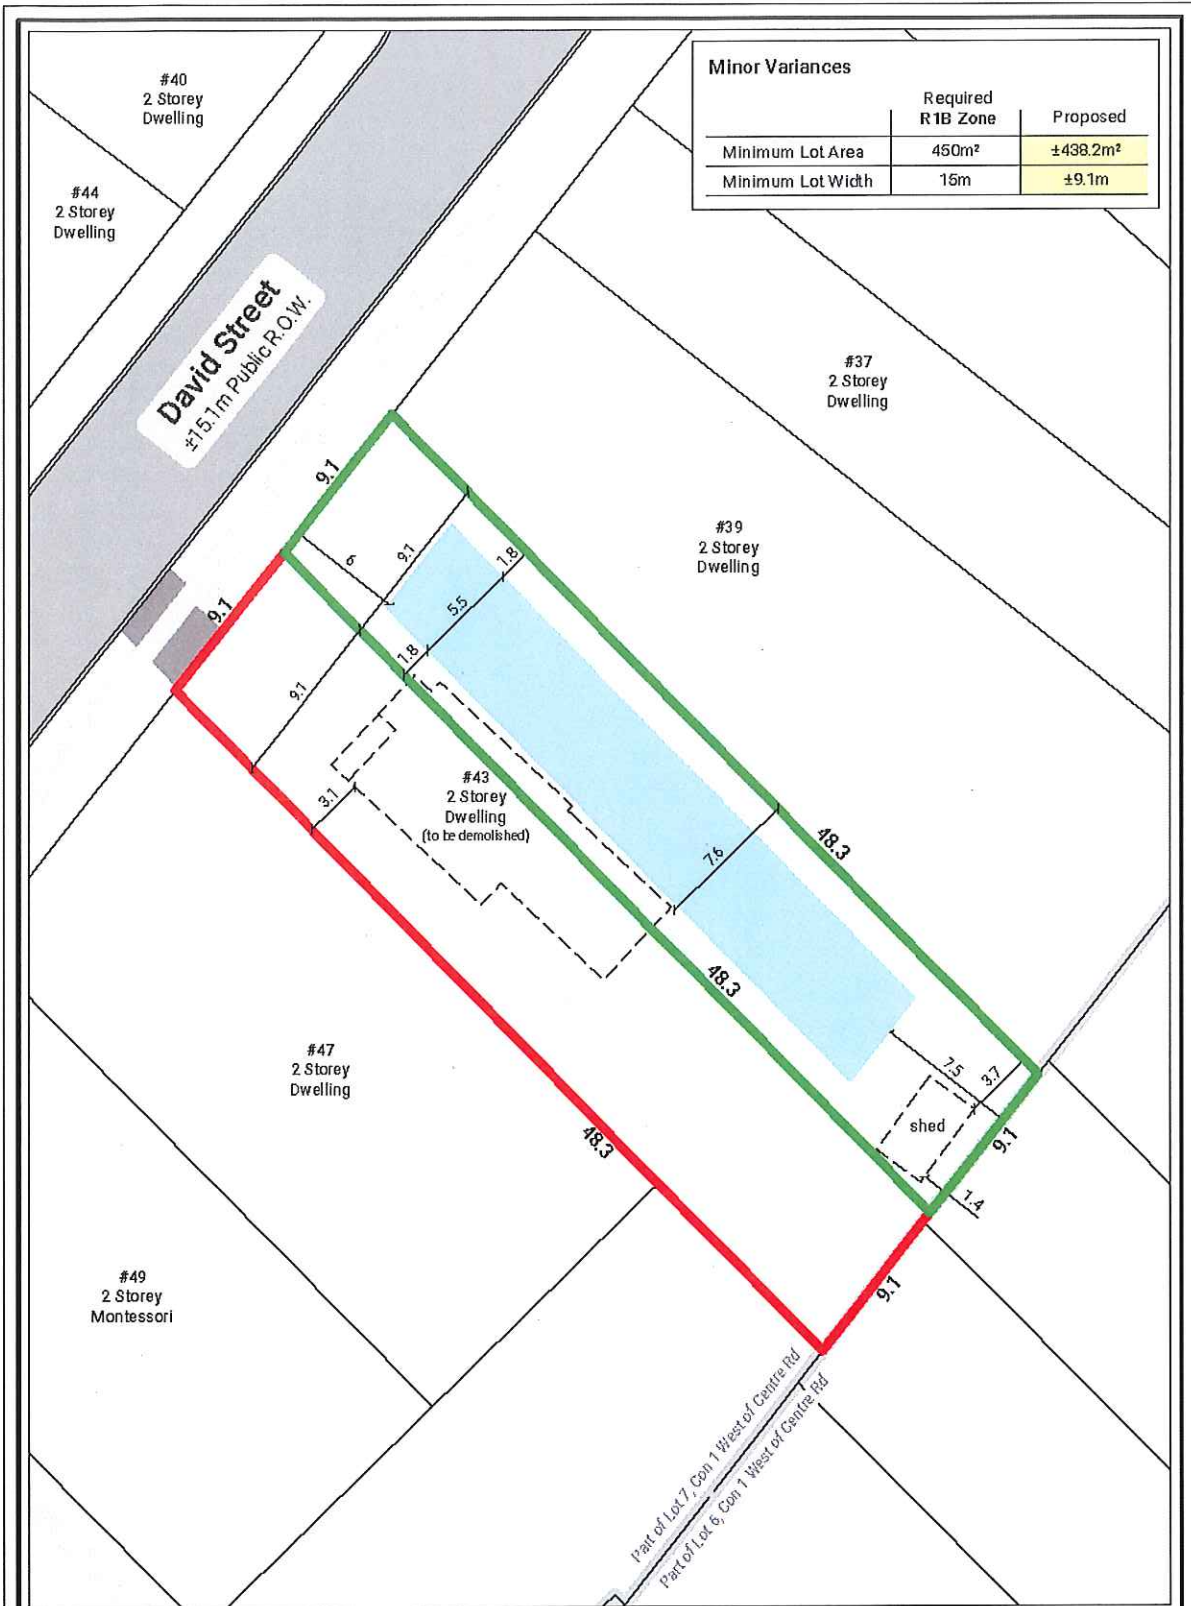 Minor Variances
Required
R1B Zone
Proposed
Minimum Lot Area 450m² ±438.2m²
Minimum Lot Width 15m ±9.1m
#40
2 Storey
Dwelling
#44
2 Storey
Dwelling
David Street
±15.1m Public R.O.W.
#37
2 Storey
Dwelling
#39
2 Storey
Dwelling
9.1
9.1
6
9.1
1.8
5.5
1.8
9.1
3.1
#43
2 Storey
Dwelling
(to be demolished)
7.6
48.3
48.3
#47
2 Storey
Dwelling
48.3
7.5
3.7
shed
9.1
1.4
9.1
#49
2 Storey
Montessori
Part of Lot 7, Con 1 West of Centre Rd
Part of Lot 6, Con 1 West of Centre Rd